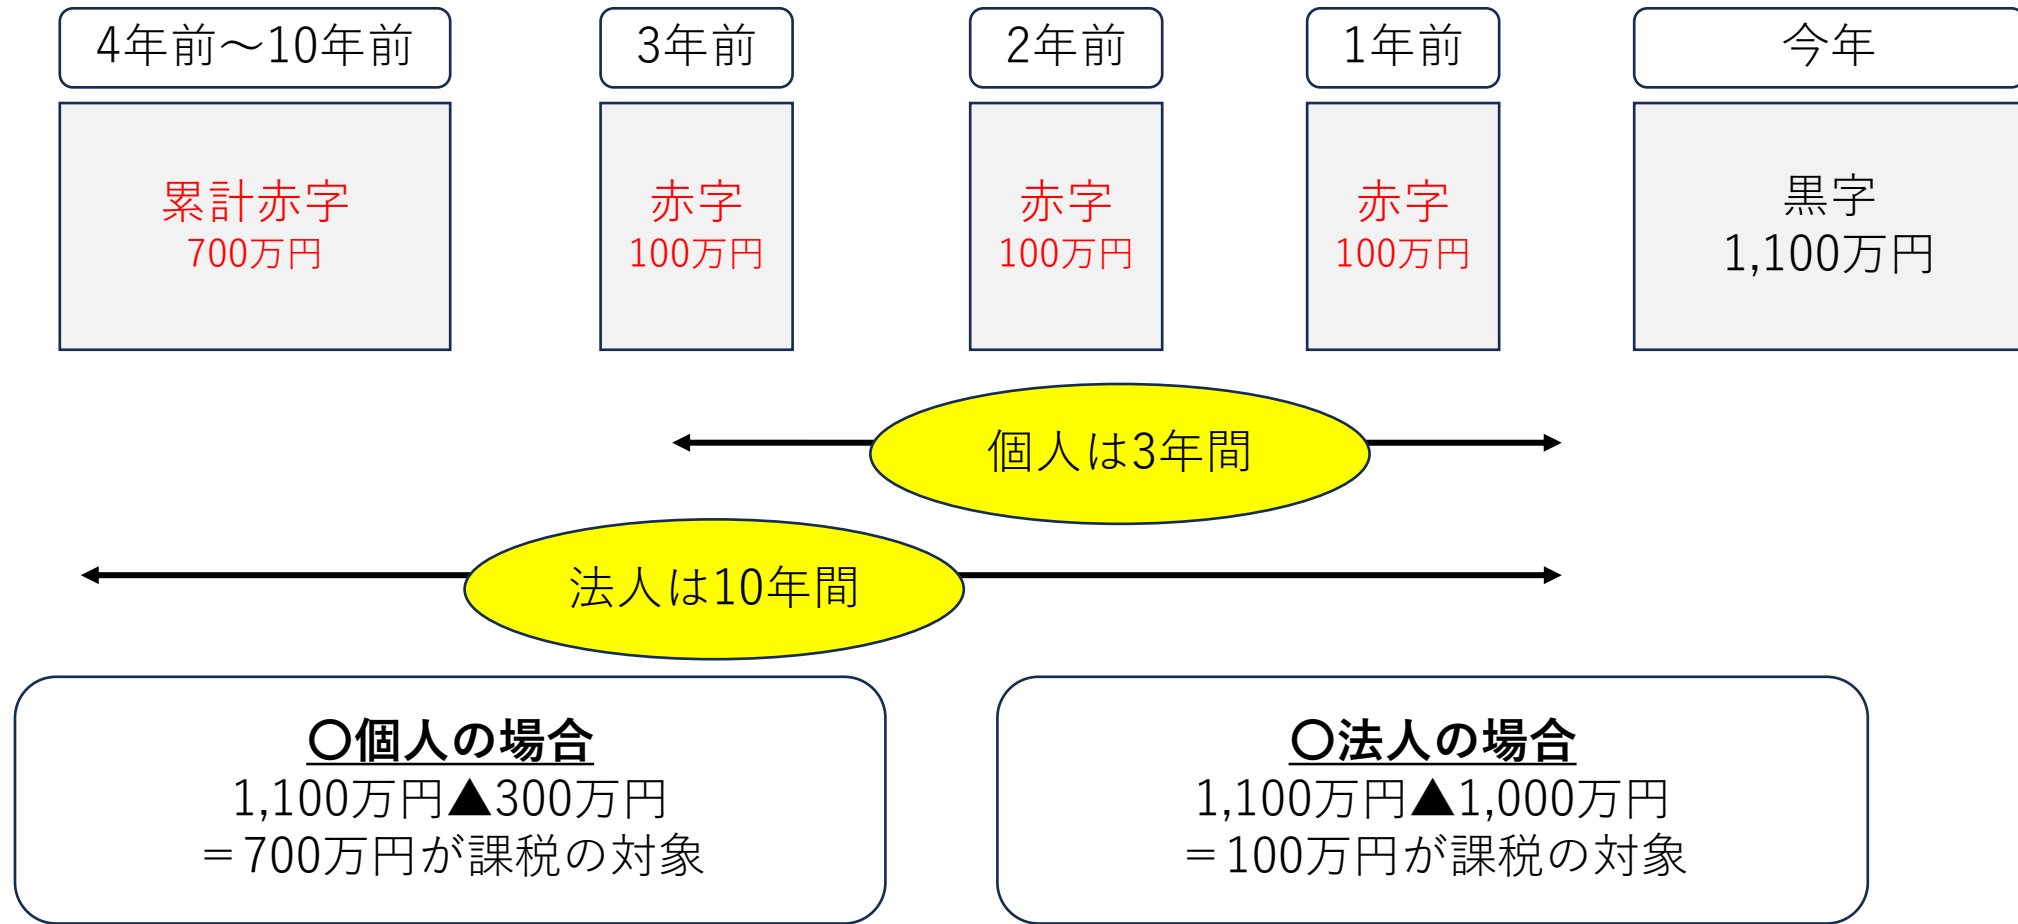 4年前～10年前
3年前
2年前
1年前
今年
累計赤字
700万円
赤字
100万円
赤字
100万円
赤字
100万円
黒字
1,100万円
個人は3年間
法人は10年間
〇個人の場合
1,100万円▲300万円
＝700万円が課税の対象
〇法人の場合
1,100万円▲1,000万円
＝100万円が課税の対象